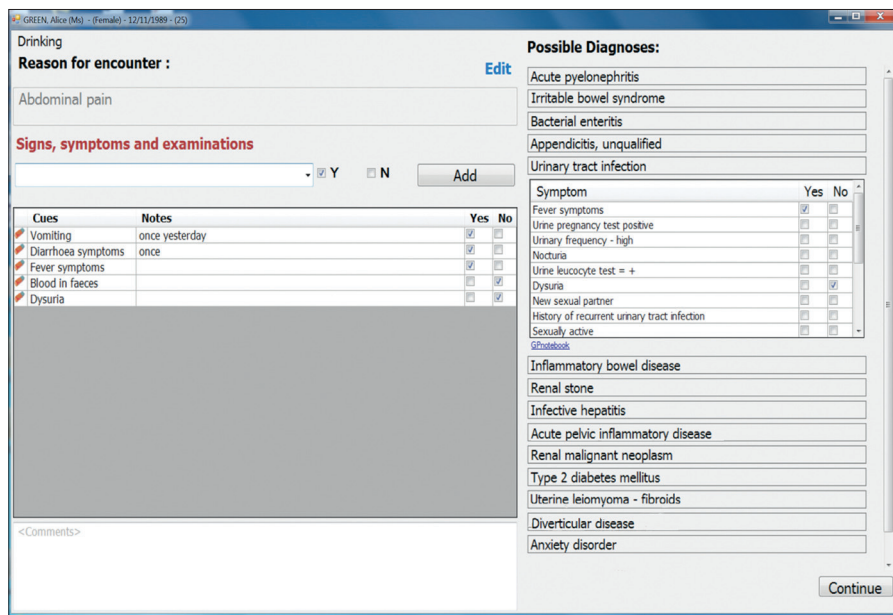 GREEN, Alice (Ms) - (Female) - 12/11/1989 - (25)
Drinking
Reason for encounter :
Edit
Abdominal pain
Signs, symptoms and examinations
Y N Add
Cues Notes Yes No
Vomiting once yesterday
Diarrhoea symptoms once
Fever symptoms
Blood in faeces
Dysuria
<Comments>
Possible Diagnoses:
Acute pyelonephritis
Irritable bowel syndrome
Bacterial enteritis
Appendicitis, unqualified
Urinary tract infection
Symptom Yes No
Fever symptoms
Urine pregnancy test positive
Urinary frequency - high
Nocturia
Urine leucocyte test = +
Dysuria
New sexual partner
History of recurrent urinary tract infection
Sexually active
GPnotebook
Inflammatory bowel disease
Renal stone
Infective hepatitis
Acute pelvic inflammatory disease
Renal malignant neoplasm
Type 2 diabetes mellitus
Uterine leiomyoma - fibroids
Diverticular disease
Anxiety disorder
Continue